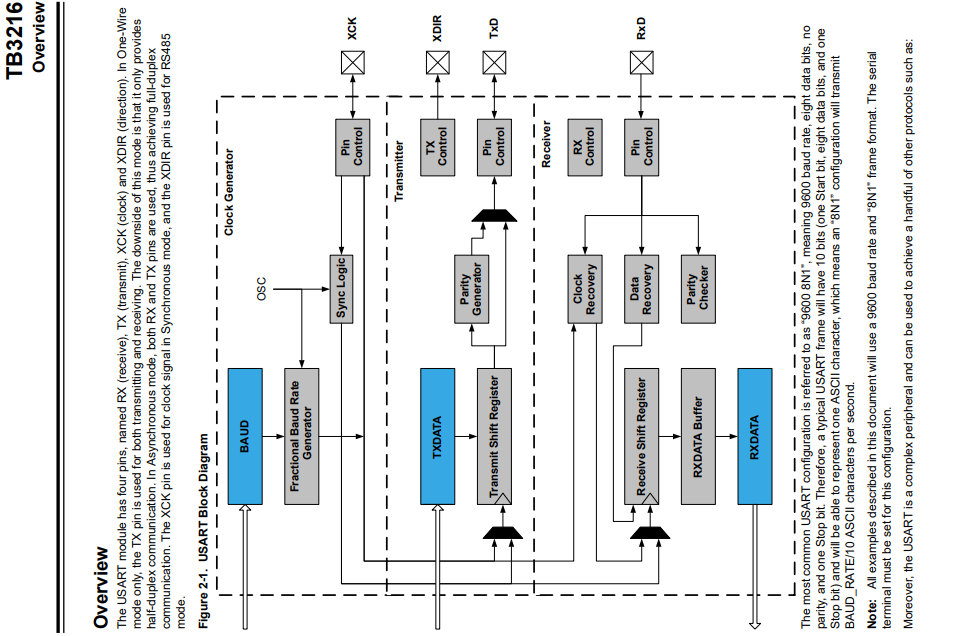 TB3216
Overview
Overview
The USART module has four pins, named RX (receive), TX (transmit), XCK (clock) and XDIR (direction). In One-Wire
mode only, the TX pin is used for both transmitting and receiving. The downside of this mode is that it only provides
half-duplex communication. In Asynchronous mode, both RX and TX pins are used, thus achieving full-duplex
communication. The XCK pin is used for clock signal in Synchronous mode, and the XDIR pin is used for RS485
mode.
Figure 2-1. USART Block Diagram
Clock Generator
XCK
OSC
BAUD
Fractional Baud Rate
Generator
Sync Logic
Pin
Control
Transmitter
XDIR
TX
Control
TxD
TXDATA
Transmit Shift Register
Parity
Generator
Pin
Control
Receiver
RX
Control
RxD
Clock
Recovery
Pin
Control
Receive Shift Register
Data
Recovery
RXDATA Buffer
Parity
Checker
RXDATA
The most common USART configuration is referred to as "9600 8N1", meaning 9600 baud rate, eight data bits, no
parity, and one Stop bit. Therefore, a typical USART frame will have 10 bits (one Start bit, eight data bits, and one
Stop bit) and will be able to represent one ASCII character, which means an "8N1" configuration will transmit
BAUD_RATE/10 ASCII characters per second.
Note: All examples described in this document will use a 9600 baud rate and "8N1" frame format. The serial
terminal must be set for this configuration.
Moreover, the USART is a complex peripheral and can be used to achieve a handful of other protocols such as: